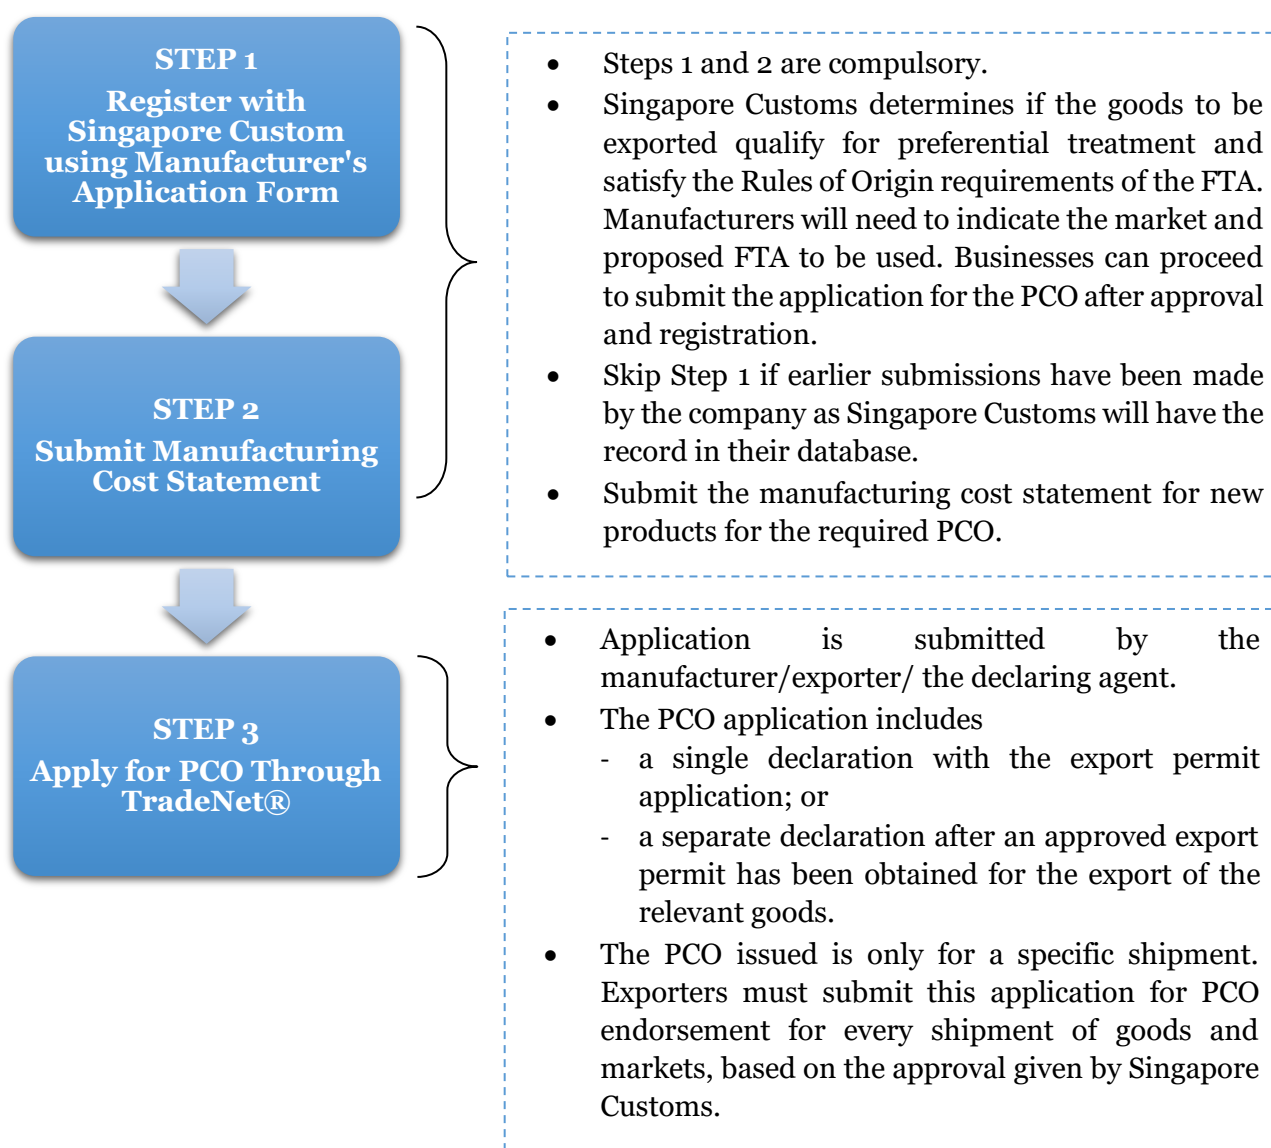 STEP 1
Register with
Singapore Custom
using Manufacturer's
Application Form
• Steps 1 and 2 are compulsory.
• Singapore Customs determines if the goods to be
exported qualify for preferential treatment and
satisfy the Rules of Origin requirements of the FTA.
Manufacturers will need to indicate the market and
proposed FTA to be used. Businesses can proceed
to submit the application for the PCO after approval
and registration.
• Skip Step 1 if earlier submissions have been made
by the company as Singapore Customs will have the
record in their database.
• Submit the manufacturing cost statement for new
products for the required PCO.
STEP 2
Submit Manufacturing
Cost Statement
STEP 3
Apply for PCO Through
TradeNet®
• Application is submitted by the
manufacturer/exporter/ the declaring agent.
• The PCO application includes
- a single declaration with the export permit
application; or
- a separate declaration after an approved export
permit has been obtained for the export of the
relevant goods.
• The PCO issued is only for a specific shipment.
Exporters must submit this application for PCO
endorsement for every shipment of goods and
markets, based on the approval given by Singapore
Customs.